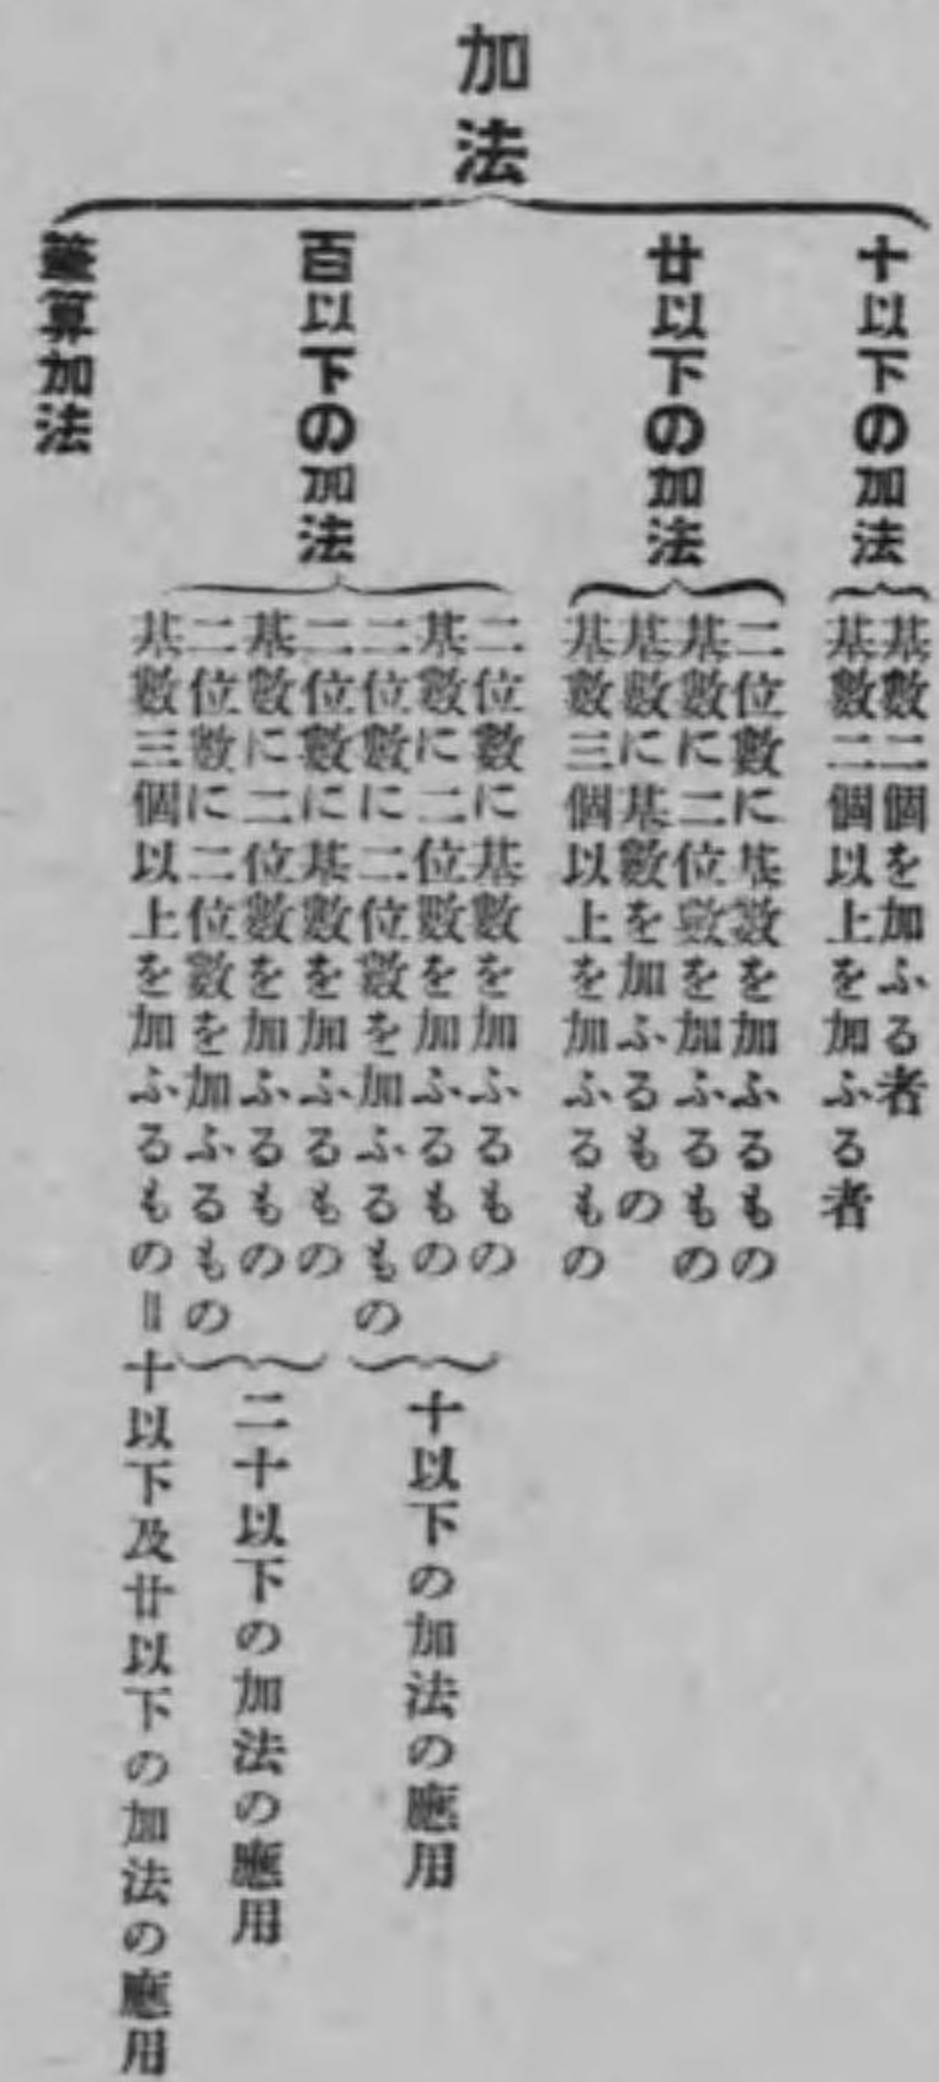 加法
十以下の加法
基數二個を加ふる者
基數二個以上を加ふる者
廿以下の加法
二位數に基數を加ふるもの
基數に二位數を加ふるもの
基數に基數を加ふるもの
基數三個以上を加ふるもの
百以下の加法
二位數に基數を加ふるもの
基數に二位數を加ふるもの
二位數に二位數を加ふるもの
十以下の加法の應用
二位數に基數を加ふるもの
基數に二位數を加ふるもの
二位數に二位數を加ふるもの
二十以下の加法の應用
基數三個以上を加ふるもの=十以下及廿以下の加法の應用
筆算加法